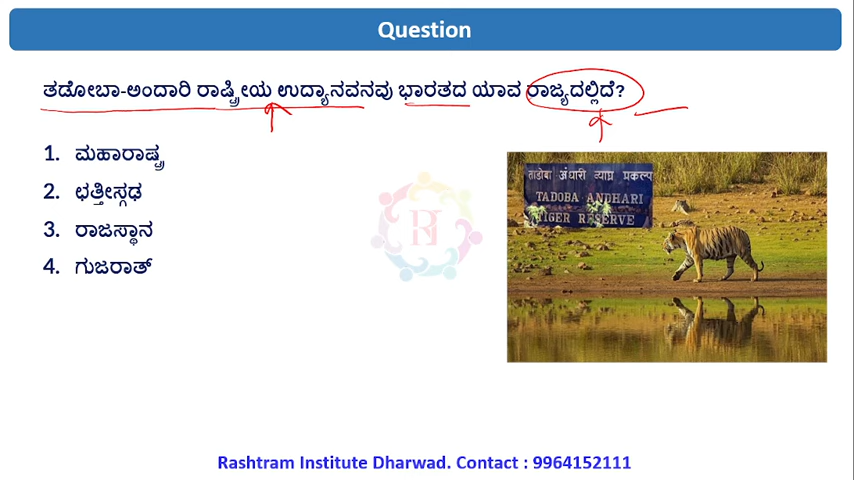 Question
ತಡೋಬಾ-ಅಂದಾರಿ ರಾಷ್ಟ್ರೀಯ ಉದ್ಯಾನವನವು ಭಾರತದ ಯಾವ ರಾಜ್ಯದಲ್ಲಿದೆ?
1. ಮಹಾರಾಷ್ಟ್ರ
2. ಛತ್ತೀಸ್ಗಢ
3. ರಾಜಸ್ಥಾನ
4. ಗುಜರಾತ್
ताडोबा अंधारी व्याघ्र प्रकल्प
TADOBA ANDHARI
TIGER RESERVE
RI
Rashtram Institute Dharwad. Contact : 9964152111